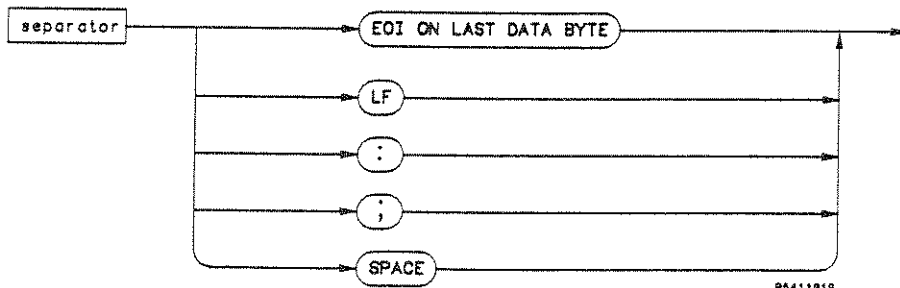 separator
EOI ON LAST DATA BYTE
LF
:
;
SPACE